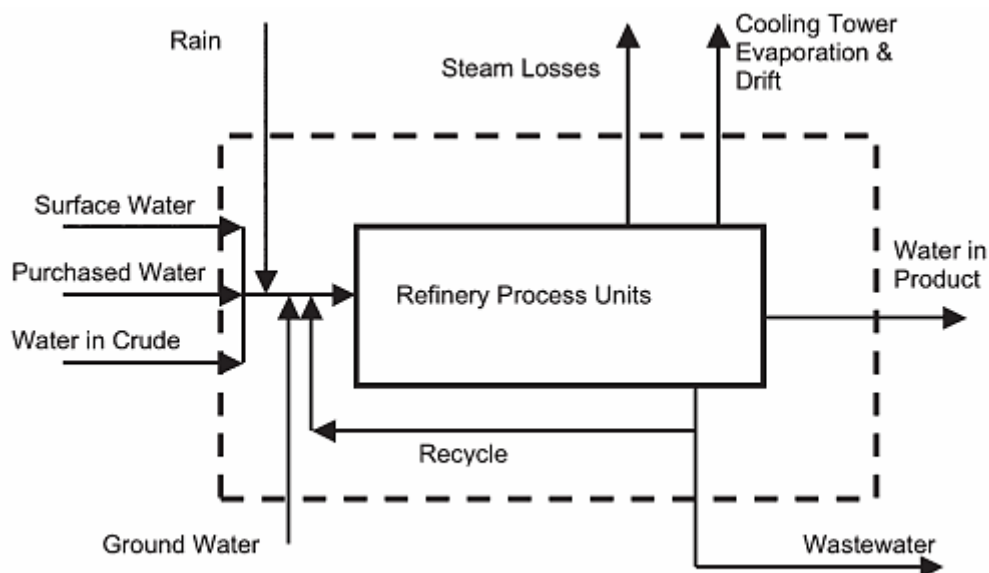 Rain
Steam Losses
Cooling Tower
Evaporation &
Drift
Surface Water
Purchased Water
Water in Crude
Refinery Process Units
Water in
Product
Recycle
Ground Water
Wastewater